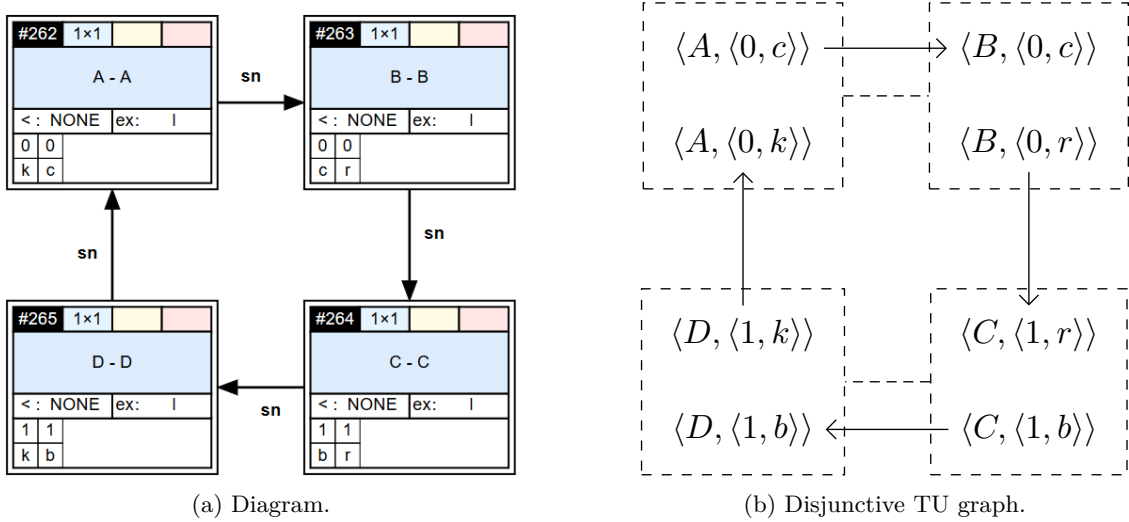 #262 1×1
A - A
< : NONE ex: I
0 0
k c
sn
#263 1×1
B - B
< : NONE ex: I
0 0
c r
sn
sn
#265 1×1
D - D
< : NONE ex: I
1 1
k b
sn
#264 1×1
C - C
< : NONE ex: I
1 1
b r
(a) Diagram.
⟨A, ⟨0, c⟩⟩ ⟨B, ⟨0, c⟩⟩
⟨A, ⟨0, k⟩⟩ ⟨B, ⟨0, r⟩⟩
⟨D, ⟨1, k⟩⟩ ⟨C, ⟨1, r⟩⟩
⟨D, ⟨1, b⟩⟩ ⟨C, ⟨1, b⟩⟩
(b) Disjunctive TU graph.